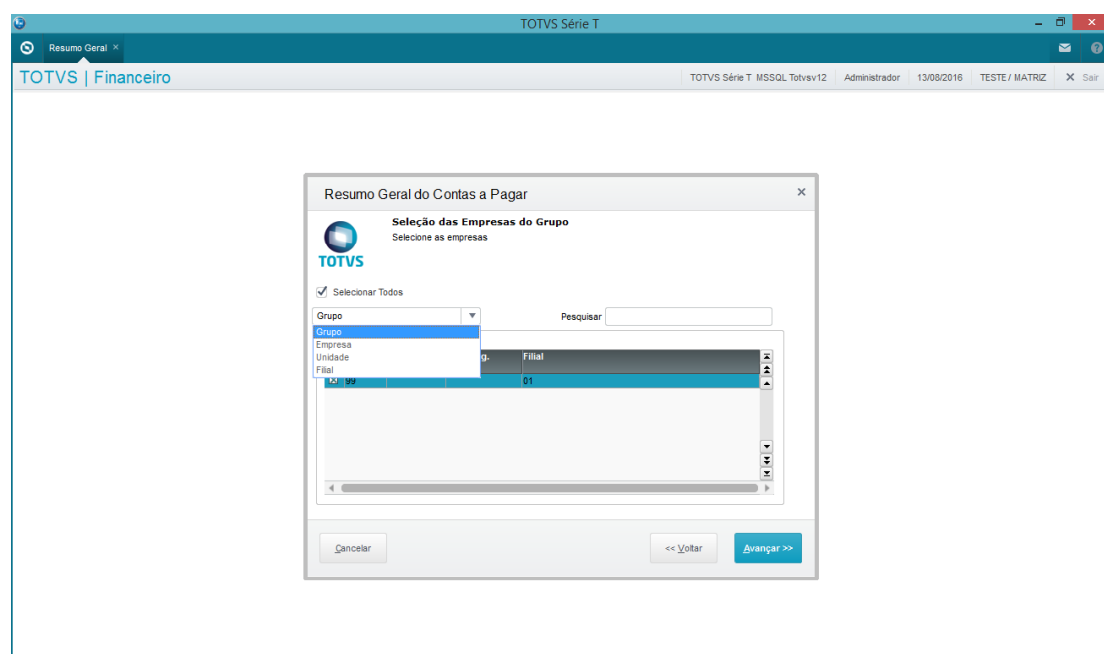 TOTVS Série T
Resumo Geral ×
TOTVS | Financeiro
TOTVS Série T MSSQL Totvsv12 Administrador 13/08/2016 TESTE / MATRIZ Sair
Resumo Geral do Contas a Pagar
Seleção das Empresas do Grupo
Selecione as empresas
TOTVS
Selecionar Todos
Grupo
Pesquisar
Grupo
Empresa
Unidade
Filial
g. Filial
99 01
Cancelar
<< Voltar
Avançar >>